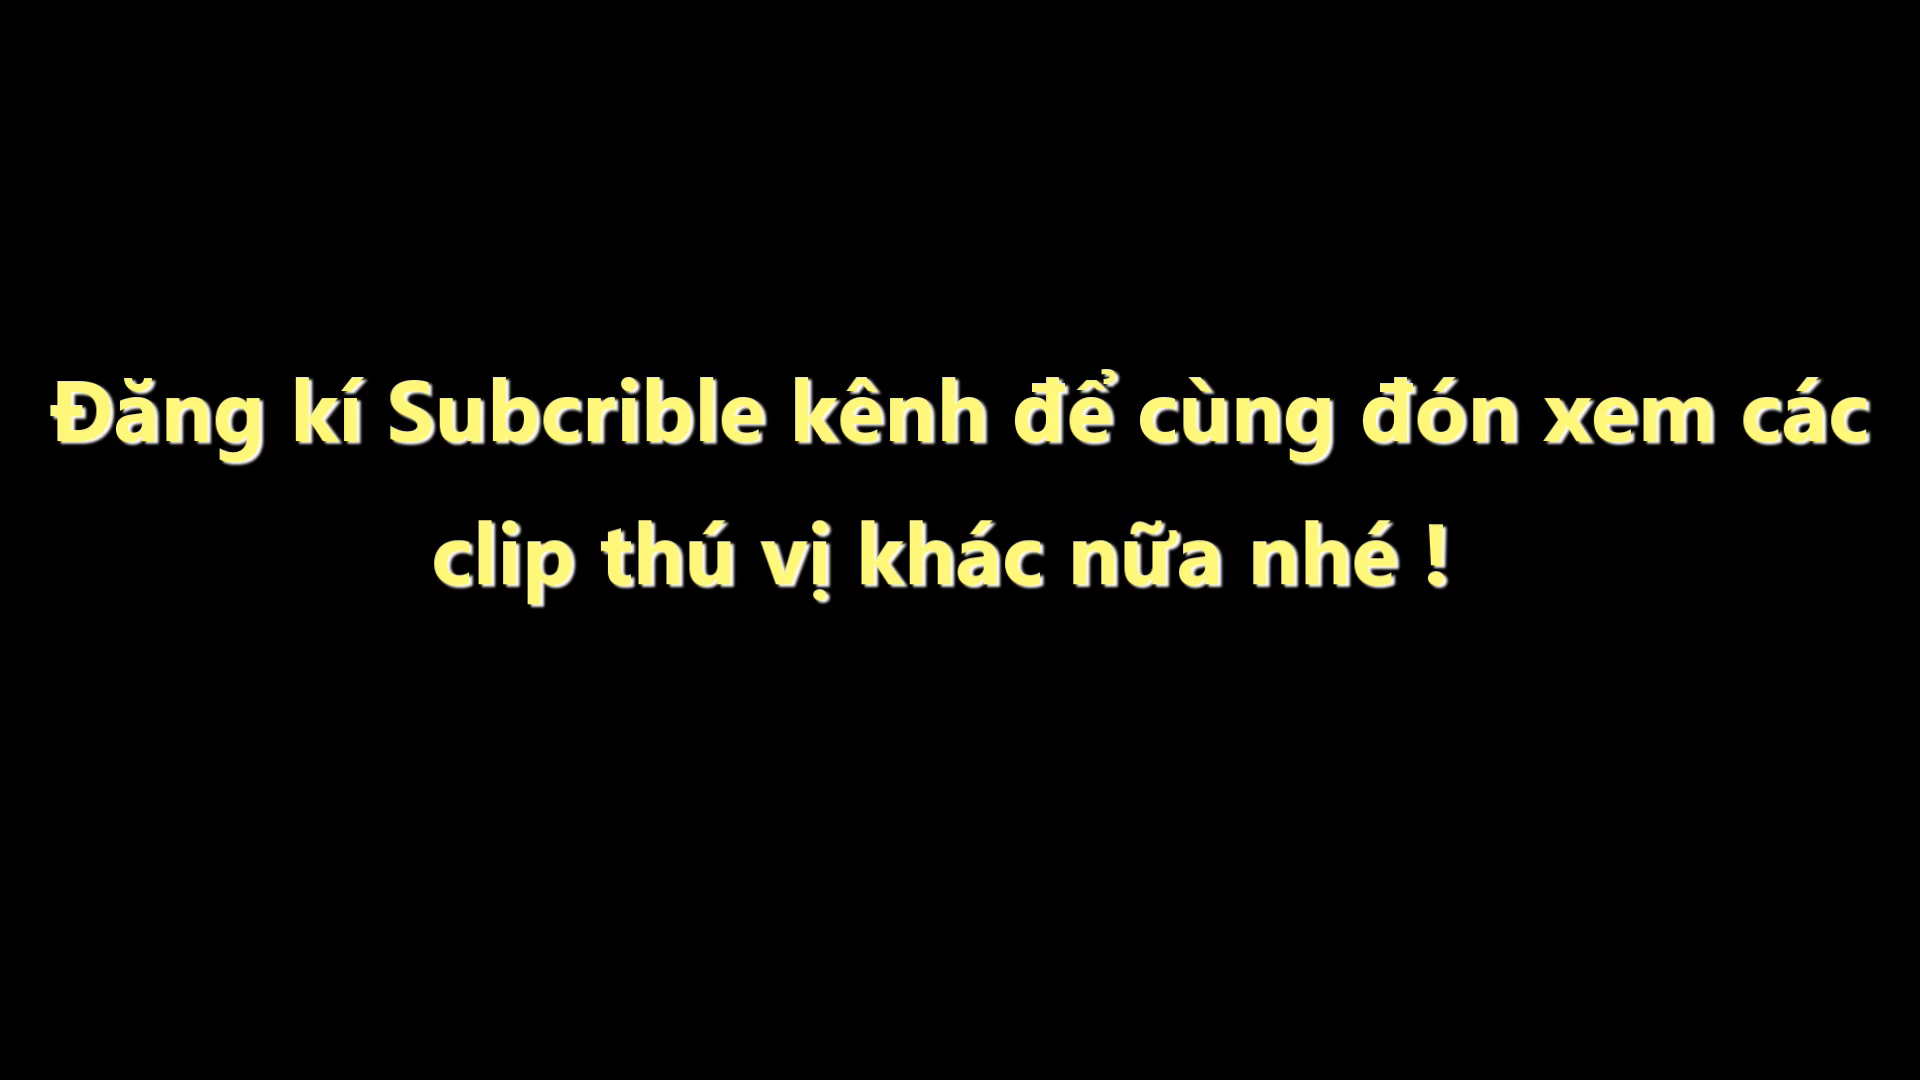 Đăng kí Subcrible kênh để cùng đón xem các
clip thú vị khác nữa nhé !